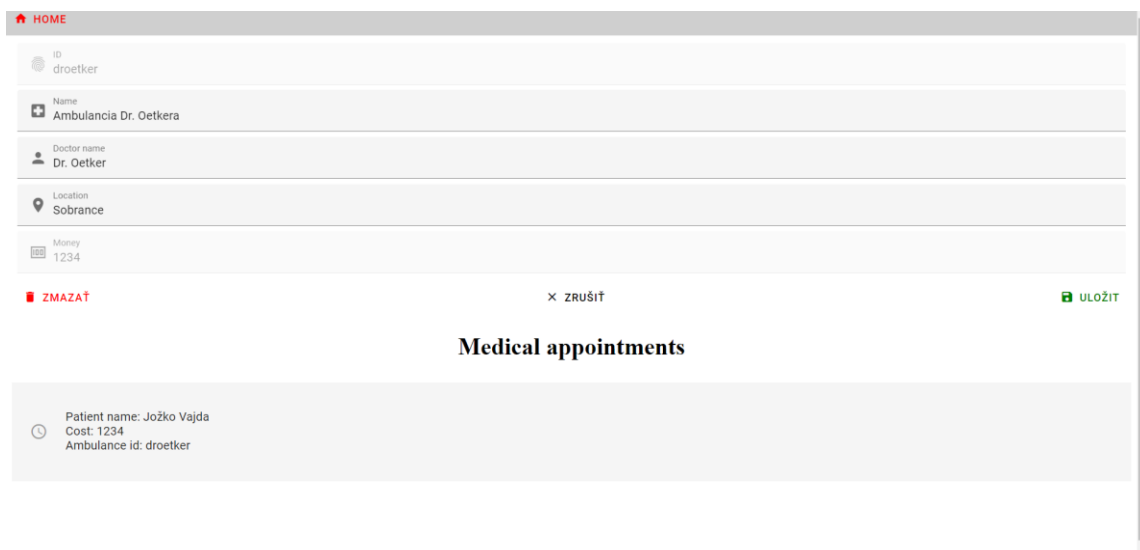 HOME
ID
droetker
Name
Ambulancia Dr. Oetkera
Doctor name
Dr. Oetker
Location
Sobrance
Money
1234
ZMAZAŤ
ZRUŠIŤ
ULOŽIT
Medical appointments
Patient name: Jožko Vajda
Cost: 1234
Ambulance id: droetker